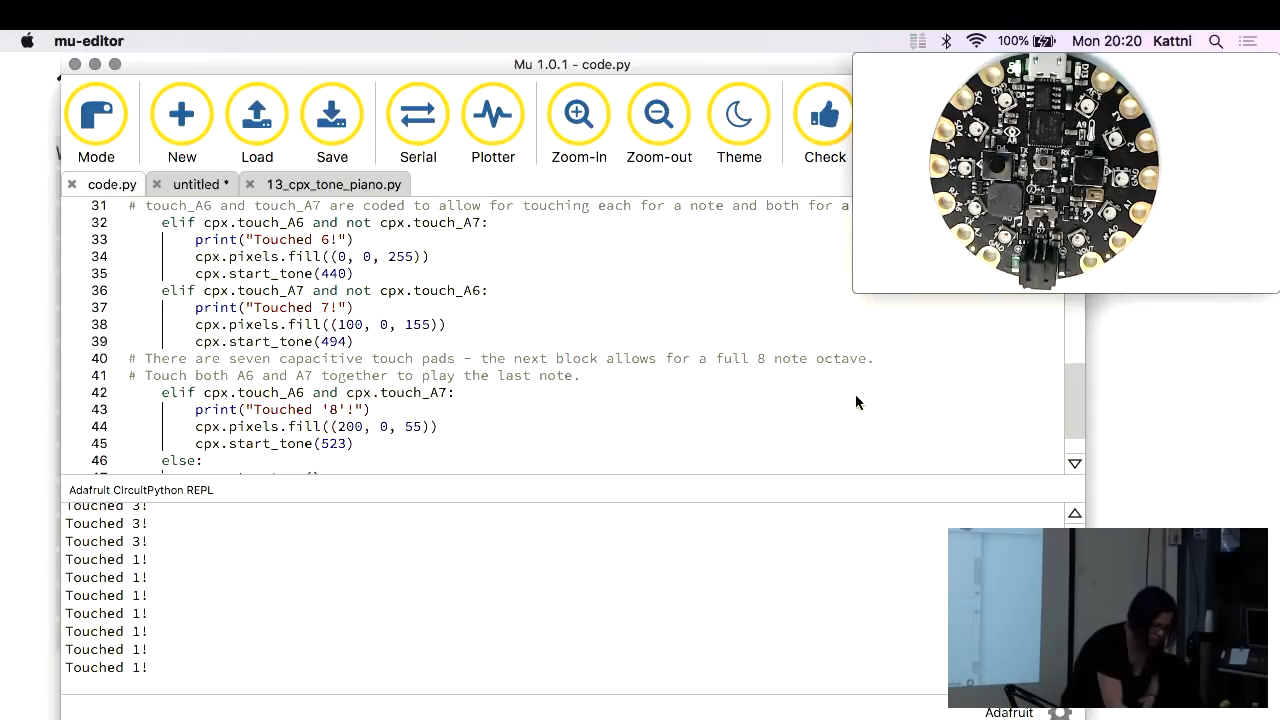 mu-editor
100%
Mon 20:20
Kattni
Mu 1.0.1 - code.py
Mode
New
Load
Save
Serial
Plotter
Zoom-in
Zoom-out
Theme
Check
code.py
untitled *
13_cpx_tone_piano.py
31 # touch_A6 and touch_A7 are coded to allow for touching each for a note and both for a
32 elif cpx.touch_A6 and not cpx.touch_A7:
33 print("Touched 6!")
34 cpx.pixels.fill((0, 0, 255))
35 cpx.start_tone(440)
36 elif cpx.touch_A7 and not cpx.touch_A6:
37 print("Touched 7!")
38 cpx.pixels.fill((100, 0, 155))
39 cpx.start_tone(494)
40 # There are seven capacitive touch pads - the next block allows for a full 8 note octave.
41 # Touch both A6 and A7 together to play the last note.
42 elif cpx.touch_A6 and cpx.touch_A7:
43 print("Touched '8'!")
44 cpx.pixels.fill((200, 0, 55))
45 cpx.start_tone(523)
46 else:
Adafruit CircuitPython REPL
Touched 3!
Touched 3!
Touched 3!
Touched 1!
Touched 1!
Touched 1!
Touched 1!
Touched 1!
Touched 1!
Touched 1!
Adafruit